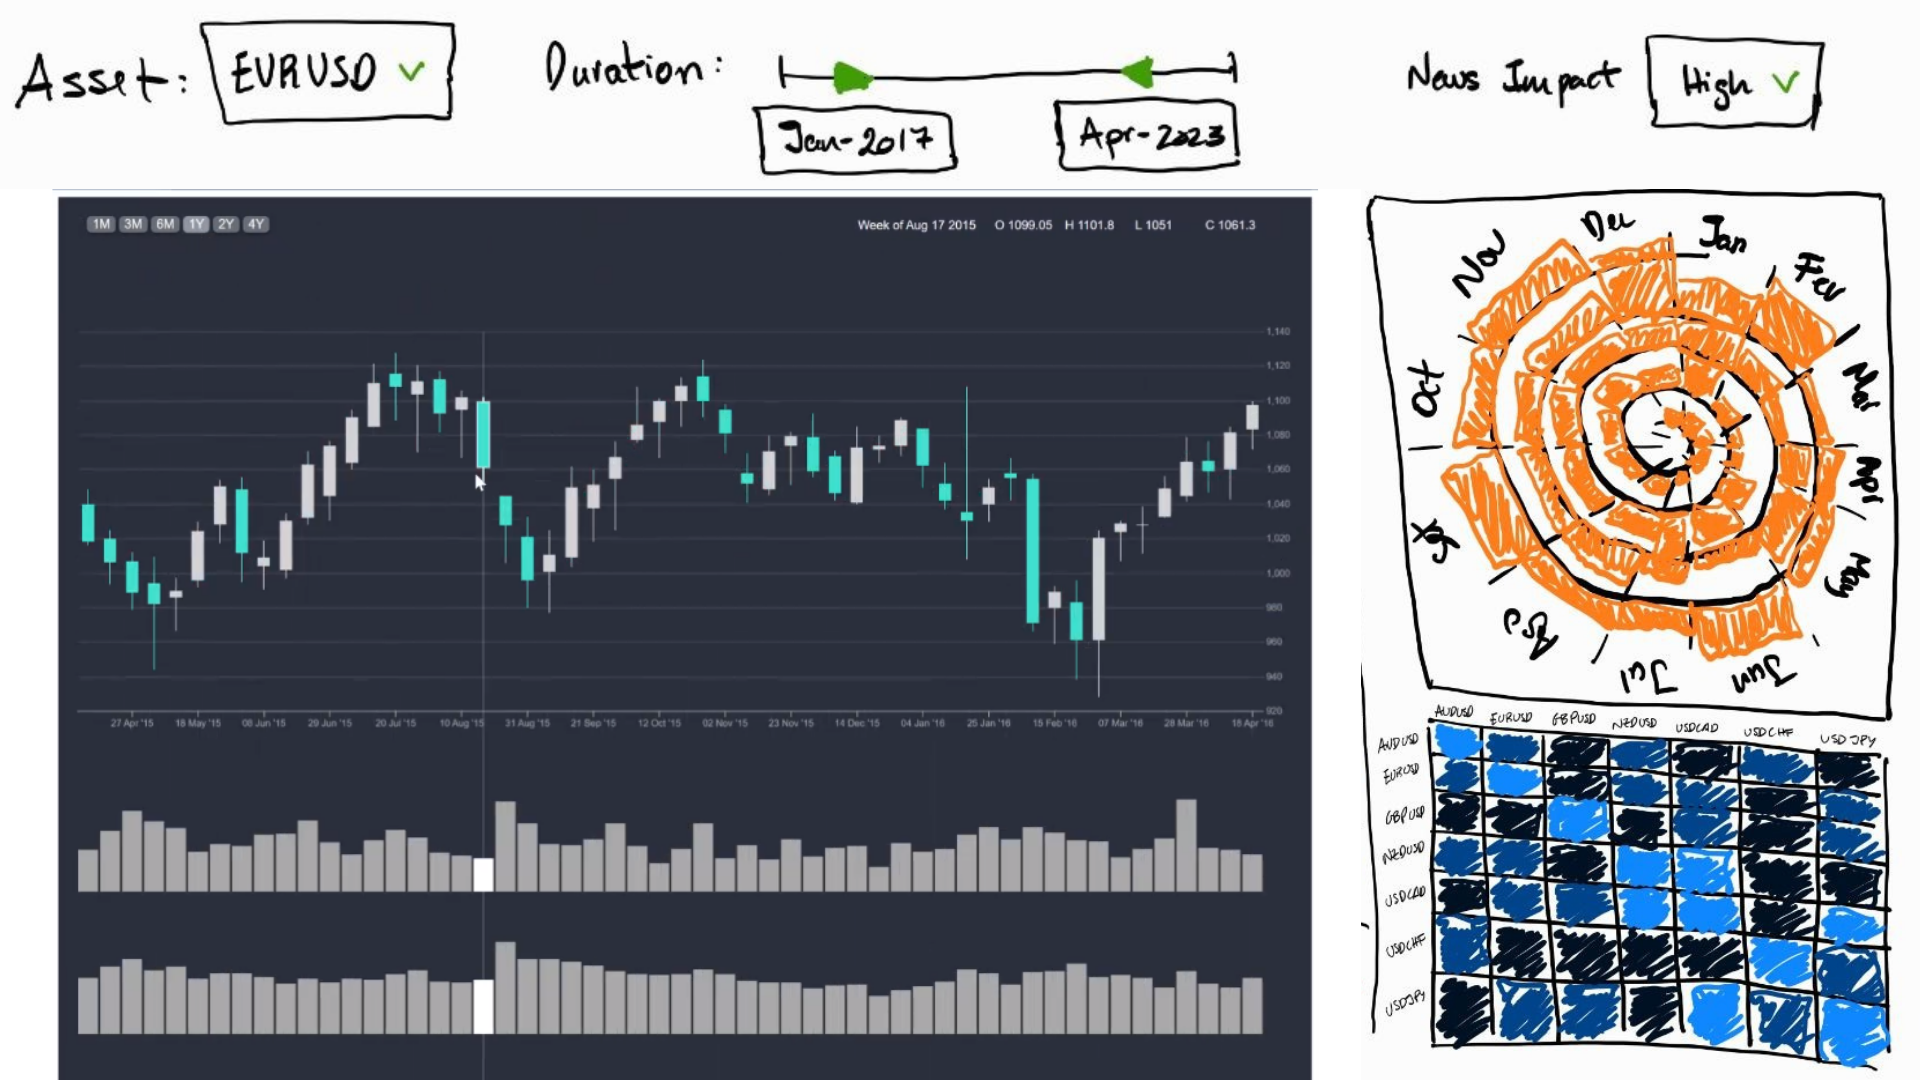 Asset: EURUSD
Duration:
Jan-2017
Apr-2023
News Impact High
1M 3M 6M 1Y 2Y 4Y
Week of Aug 17 2015 O 1099.05 H 1101.8 L 1051 C 1061.3
1,140
1,120
1,100
1,080
1,060
1,040
1,020
1,000
980
960
940
920
27 Apr '15 18 May '15 08 Jun '15 29 Jun '15 20 Jul '15 10 Aug '15 31 Aug '15 21 Sep '15 12 Oct '15 02 Nov '15 23 Nov '15 14 Dec '15 04 Jan '16 25 Jan '16 15 Feb '16 07 Mar '16 28 Mar '16 18 Apr '16
Dec
Jan
Fev
Mar
Apr
May
Jun
Jul
Nov
Oct
AUDUSD EURUSD GBPUSD NZDUSD USDCAD USDCHF USDJPY
AUDUSD
EURUSD
GBPUSD
NZDUSD
USDCAD
USDCHF
USDJPY